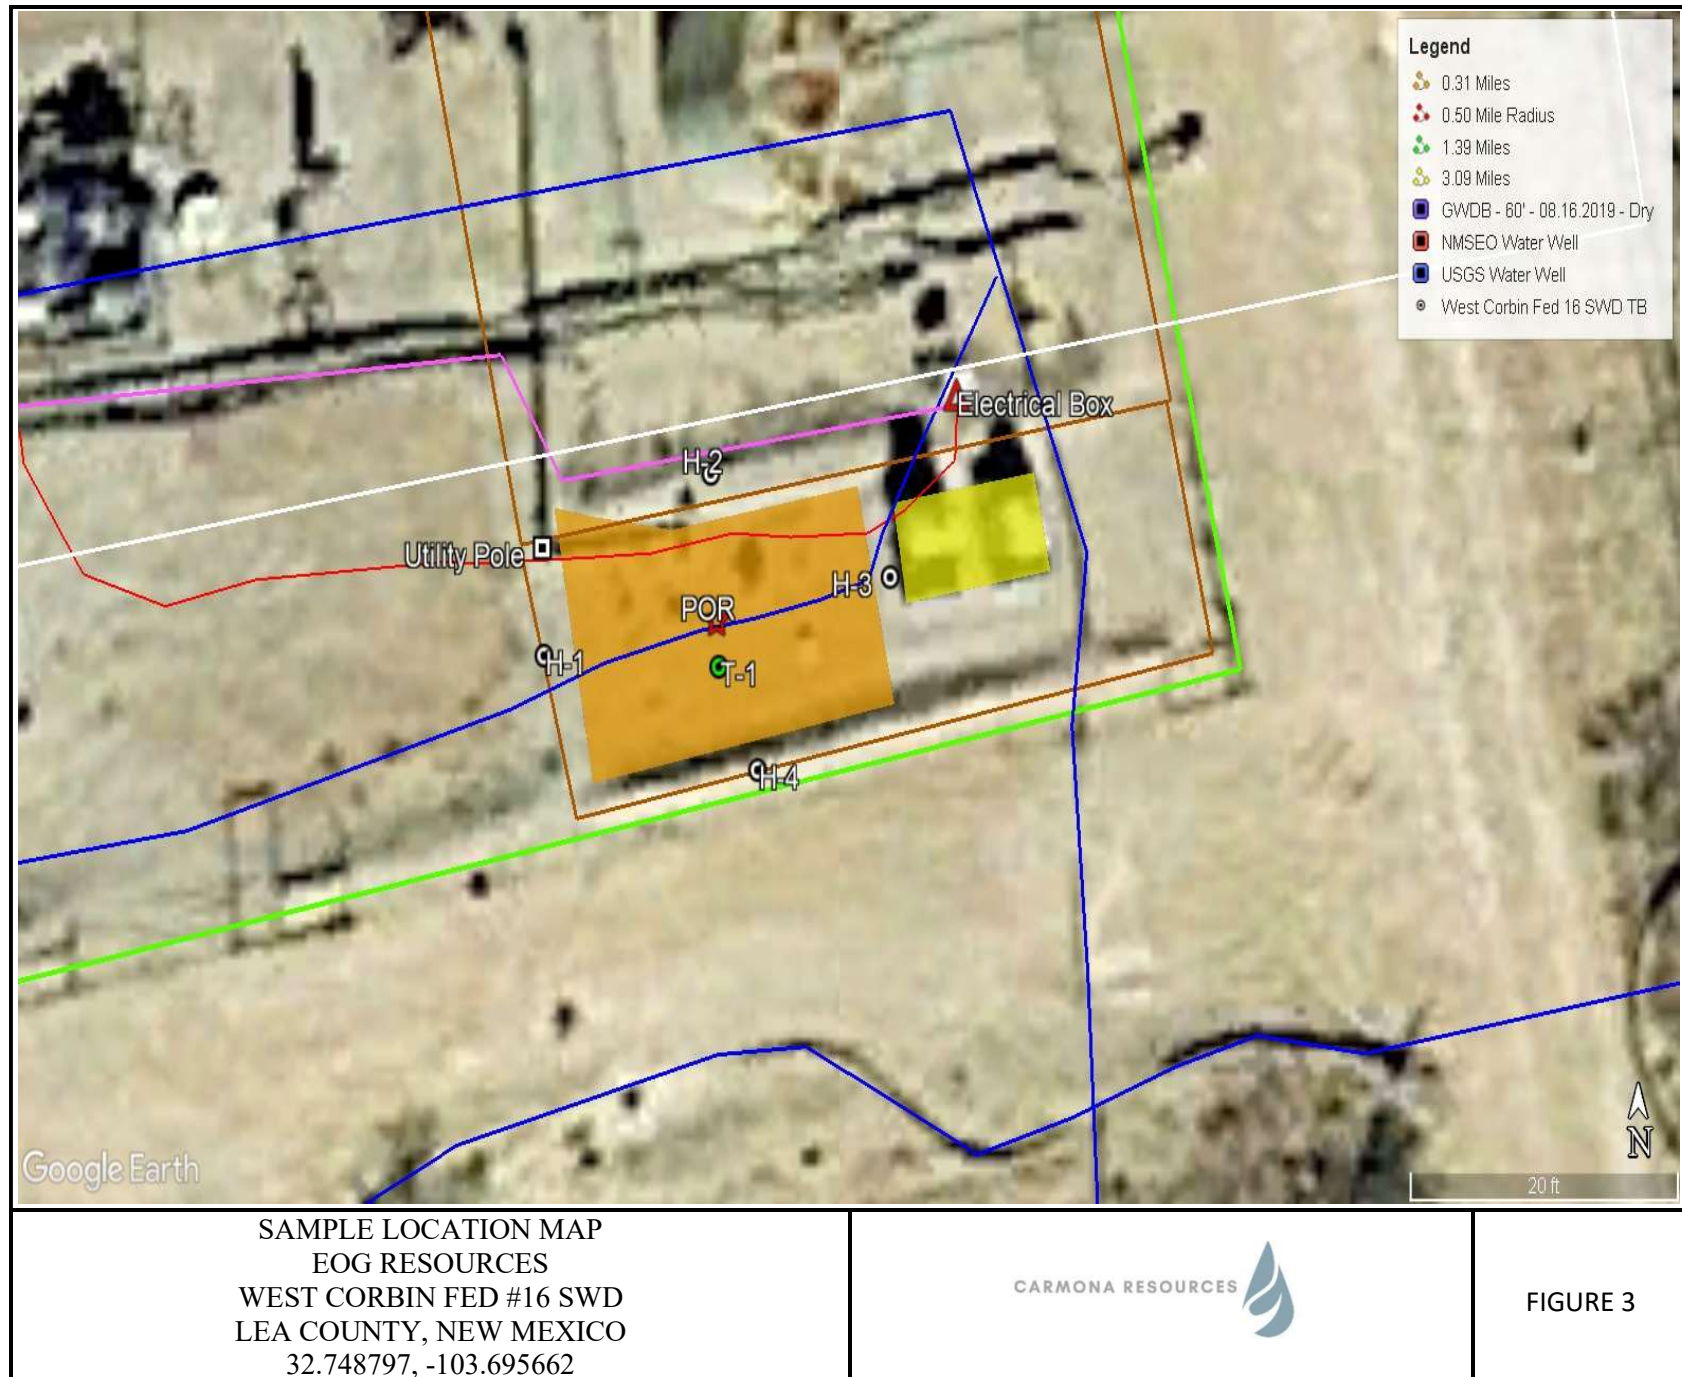 Legend
0.31 Miles
0.50 Mile Radius
1.39 Miles
3.09 Miles
GWDB - 60' - 08.16.2019 - Dry
NMSEO Water Well
USGS Water Well
West Corbin Fed 16 SWD TB
Electrical Box
H-2
Utility Pole
H-3
POR
H-1
T-1
H-4
N
Google Earth
20 ft
SAMPLE LOCATION MAP
EOG RESOURCES
WEST CORBIN FED #16 SWD
LEA COUNTY, NEW MEXICO
32.748797, -103.695662
CARMONA RESOURCES
FIGURE 3